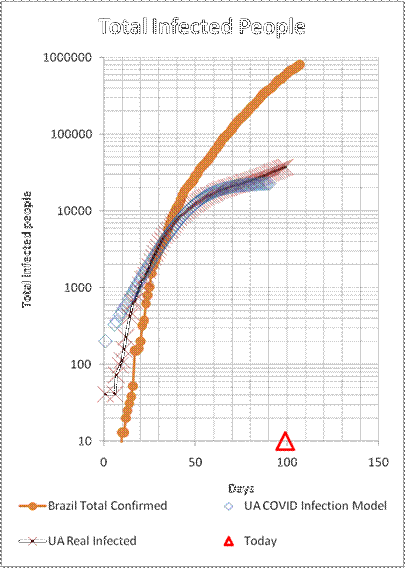 Total Infected People
1000000
100000
10000
1000
100
10
Total infected people
0 50 100 150
Days
Brazil Total Confirmed
UA COVID Infection Model
UA Real Infected
Today